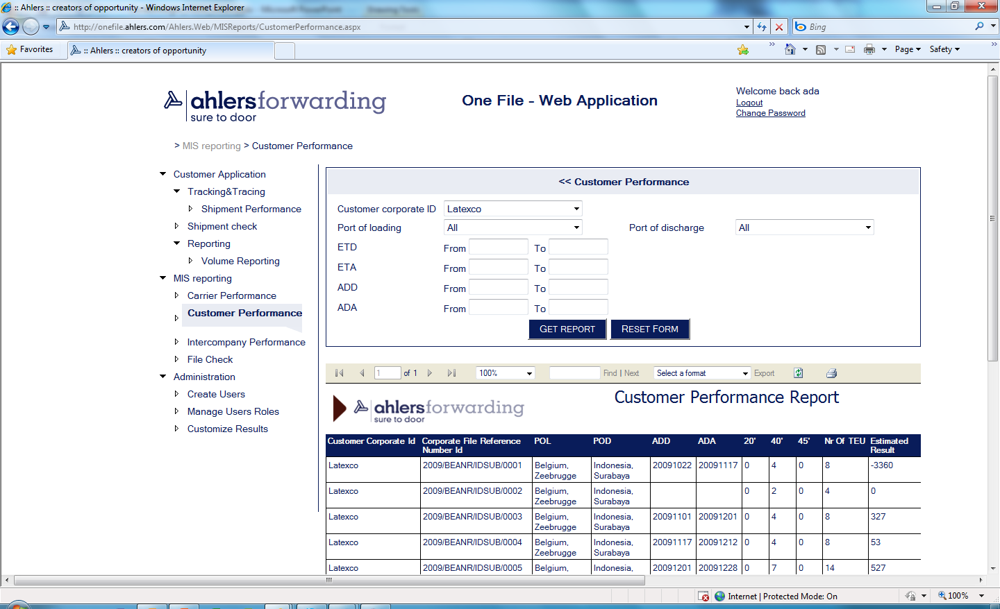 :: Ahlers :: creators of opportunity - Windows Internet Explorer
http://onefile.ahlers.com/Ahlers.Web/MISReports/CustomerPerformance.aspx
Bing
Favorites
:: Ahlers :: creators of opportunity
Page
Safety
ahlersforwarding
sure to door
One File - Web Application
Welcome back ada
Logout
Change Password
> MIS reporting > Customer Performance
Customer Application
Tracking&Tracing
Shipment Performance
Shipment check
Reporting
Volume Reporting
MIS reporting
Carrier Performance
Customer Performance
Intercompany Performance
File Check
Administration
Create Users
Manage Users Roles
Customize Results
<< Customer Performance
Customer corporate ID Latexco
Port of loading All Port of discharge All
ETD From To
ETA From To
ADD From To
ADA From To
GET REPORT RESET FORM
1 of 1 100% Find | Next Select a format Export
ahlersforwarding
sure to door
Customer Performance Report
Customer Corporate Id Corporate File Reference POL POD ADD ADA 20' 40' 45' Nr Of TEU Estimated
Number Id Result
Latexco 2009/BEANR/IDSUB/0001 Belgium, Indonesia, 20091022 20091117 0 4 0 8 -3360
Zeebrugge Surabaya
Latexco 2009/BEANR/IDSUB/0002 Belgium, Indonesia, 0 2 0 4 0
Zeebrugge Surabaya
Latexco 2009/BEANR/IDSUB/0003 Belgium, Indonesia, 20091101 20091201 0 4 0 8 327
Zeebrugge Surabaya
Latexco 2009/BEANR/IDSUB/0004 Belgium, Indonesia, 20091117 20091212 0 4 0 8 53
Zeebrugge Surabaya
Latexco 2009/BEANR/IDSUB/0005 Belgium, Indonesia, 20091201 20091228 0 7 0 14 527
Internet | Protected Mode: On
100%